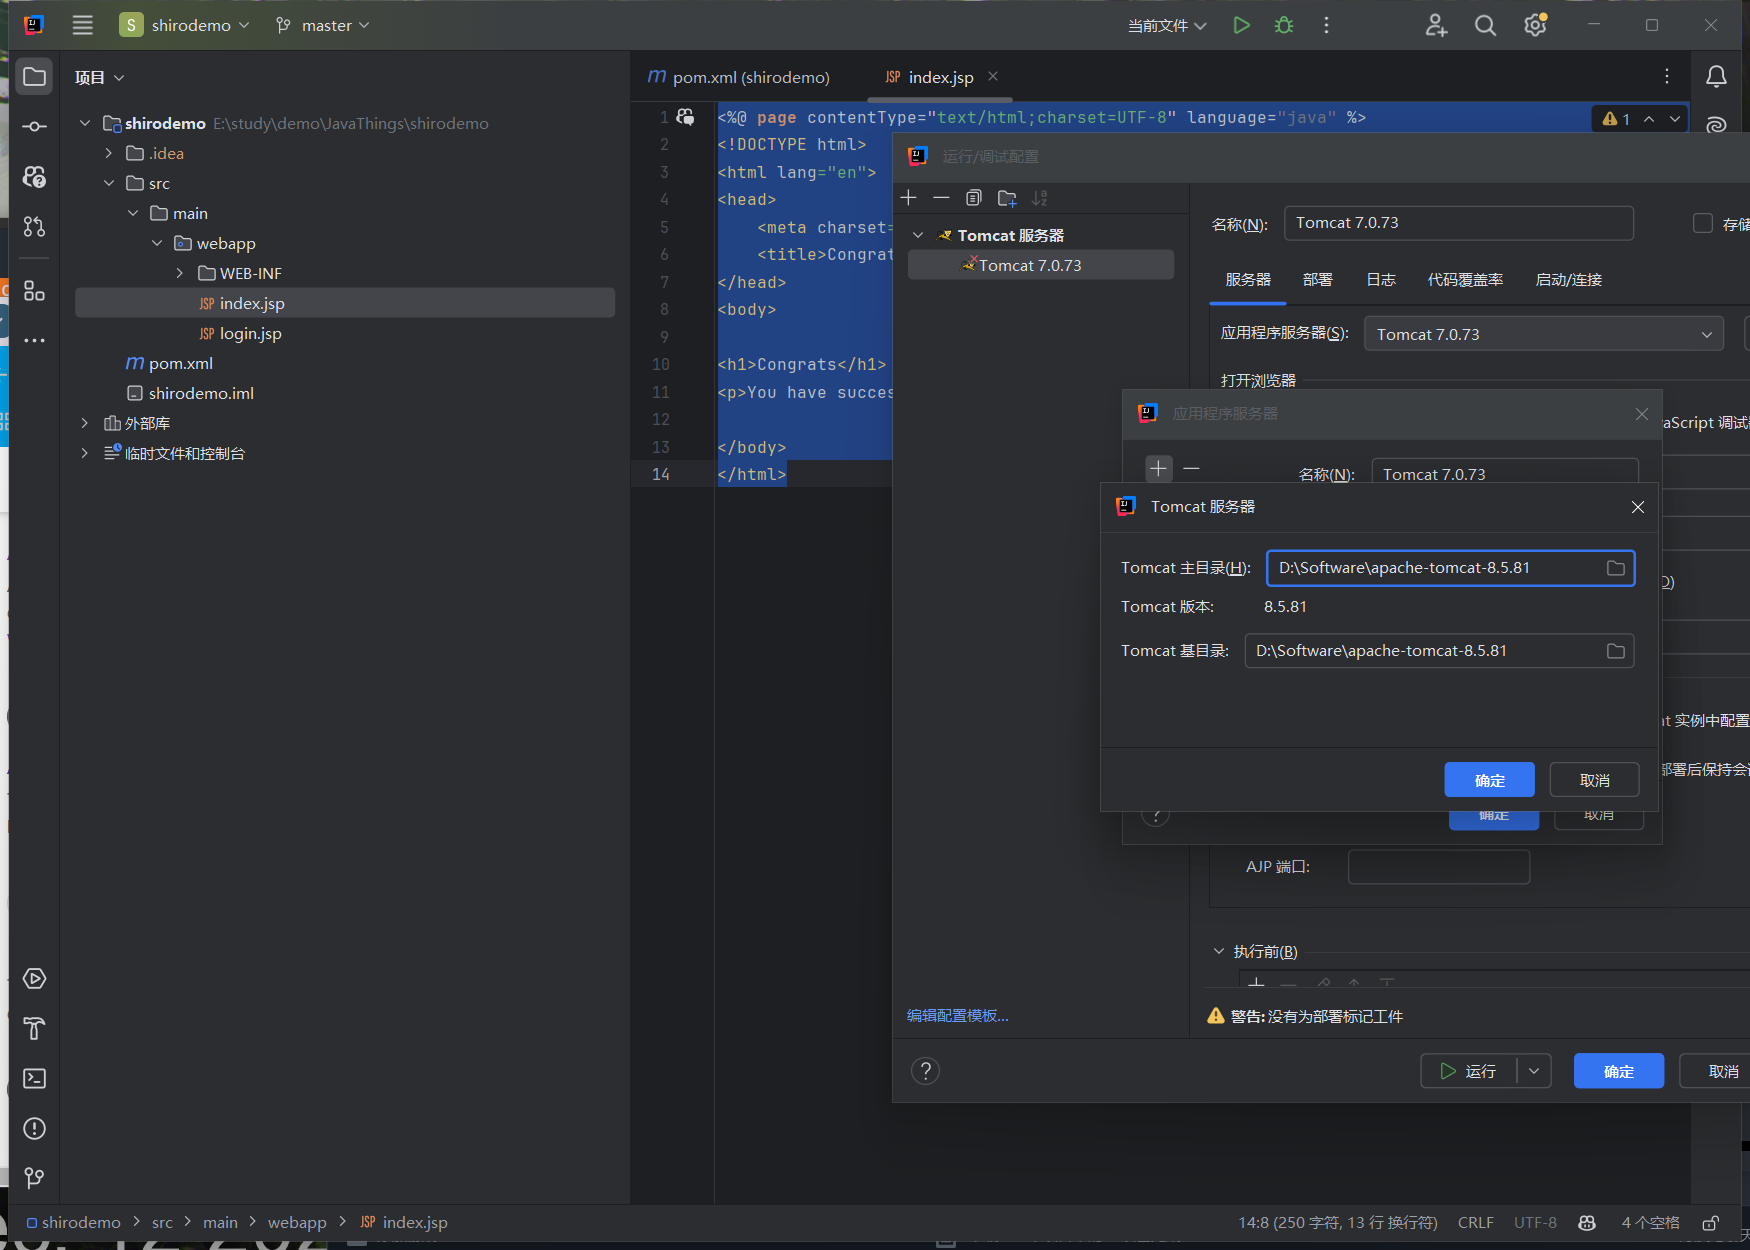 S shirodemo
master
当前文件
项目
shirodemo E:\study\demo\JavaThings\shirodemo
.idea
src
main
webapp
WEB-INF
JSP index.jsp
JSP login.jsp
m pom.xml
shirodemo.iml
外部库
临时文件和控制台
m pom.xml (shirodemo)
JSP index.jsp
1 <%@ page contentType="text/html;charset=UTF-8" language="java" %>
2 <!DOCTYPE html>
3 <html lang="en">
4 <head>
5 <meta charset=
6 <title>Congrat
7 </head>
8 <body>
9
10 <h1>Congrats</h1>
11 <p>You have succes
12
13 </body>
14 </html>
1
运行/调试配置
Tomcat 服务器
Tomcat 7.0.73
编辑配置模板...
名称(N): Tomcat 7.0.73
存储
服务器 部署 日志 代码覆盖率 启动/连接
应用程序服务器(S): Tomcat 7.0.73
打开浏览器
aScript 调试
应用程序服务器
名称(N): Tomcat 7.0.73
Tomcat 服务器
Tomcat 主目录(H): D:\Software\apache-tomcat-8.5.81
Tomcat 版本: 8.5.81
Tomcat 基目录: D:\Software\apache-tomcat-8.5.81
确定 取消
确定 取消
实例中配置
部署后保持会
AJP 端口:
执行前(B)
警告: 没有为部署标记工件
? 运行 确定 取消
shirodemo > src > main > webapp > JSP index.jsp
14:8 (250 字符, 13 行 换行符) CRLF UTF-8 4 个空格